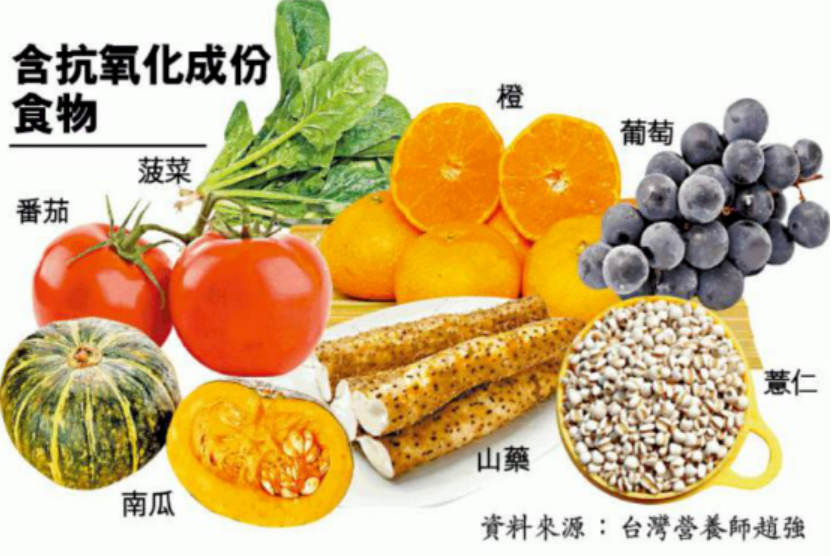 含抗氧化成份
食物
橙
葡萄
菠菜
番茄
薏仁
山藥
南瓜
資料來源：台灣營養師趙強